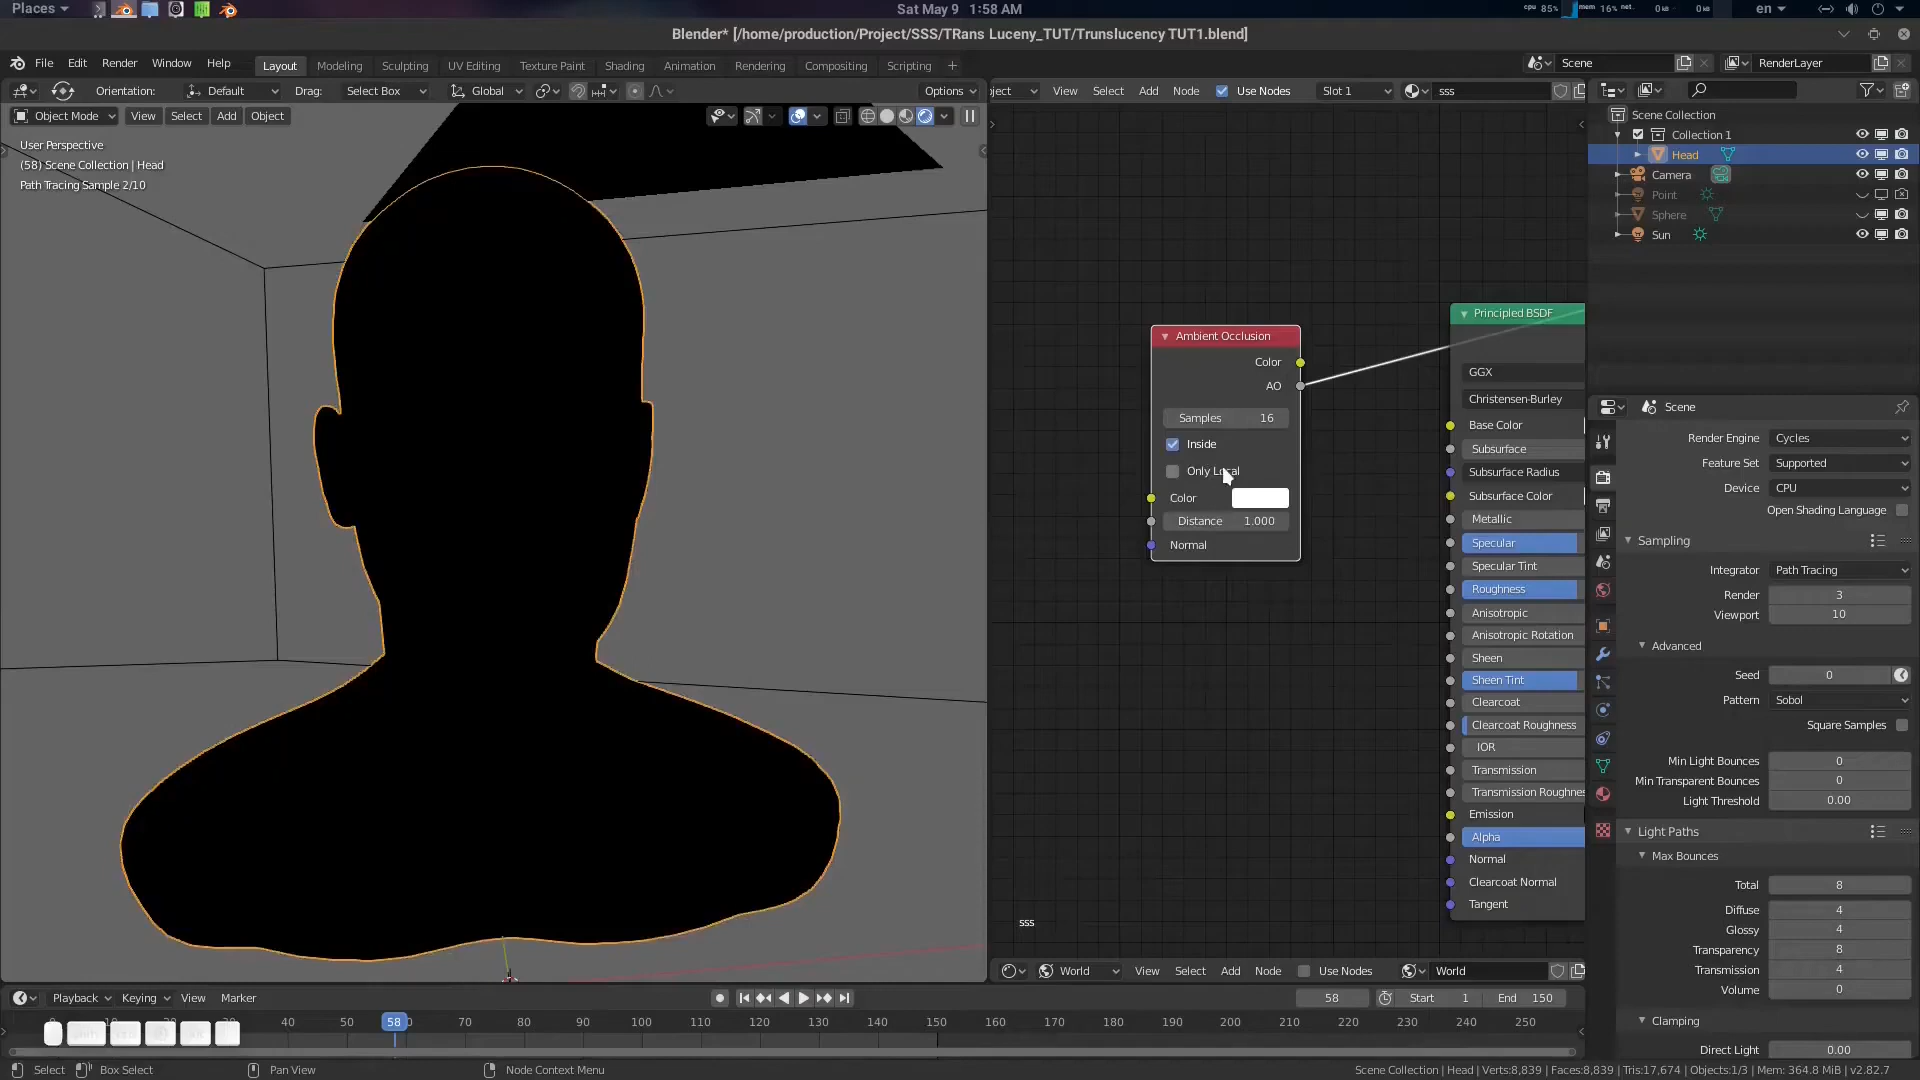 Places
Sat May 9 1:58 AM
cpu 85%
mem 16%
net
en
Blender* [/home/production/Project/SSS/TRans Luceny_TUT/Trunslucency TUT1.blend]
File Edit Render Window Help
Layout Modeling Sculpting UV Editing Texture Paint Shading Animation Rendering Compositing Scripting +
Scene
RenderLayer
Orientation: Default Drag: Select Box Global Options
ject View Select Add Node Use Nodes Slot 1 sss
Object Mode View Select Add Object
User Perspective
(58) Scene Collection | Head
Path Tracing Sample 2/10
Ambient Occlusion
Color
AO
Samples 16
Inside
Only Local
Color
Distance 1.000
Normal
Principled BSDF
GGX
Christensen-Burley
Base Color
Subsurface
Subsurface Radius
Subsurface Color
Metallic
Specular
Specular Tint
Roughness
Anisotropic
Anisotropic Rotation
Sheen
Sheen Tint
Clearcoat
Clearcoat Roughness
IOR
Transmission
Transmission Roughnes
Emission
Alpha
Normal
Clearcoat Normal
Tangent
sss
World View Select Add Node Use Nodes World
Scene Collection
Collection 1
Head
Camera
Point
Sphere
Sun
Scene
Render Engine Cycles
Feature Set Supported
Device CPU
Open Shading Language
Sampling
Integrator Path Tracing
Render 3
Viewport 10
Advanced
Seed 0
Pattern Sobol
Square Samples
Min Light Bounces 0
Min Transparent Bounces 0
Light Threshold 0.00
Light Paths
Max Bounces
Total 8
Diffuse 4
Glossy 4
Transparency 8
Transmission 4
Volume 0
Clamping
Direct Light 0.00
Playback Keying View Marker
58 Start 1 End 150
40 50 58 70 80 90 100 110 120 130 140 150 160 170 180 190 200 210 220 230 240 250
Select Box Select Pan View Node Context Menu
Scene Collection | Head | Verts:8,839 | Faces:8,839 | Tris:17,674 | Objects:1/3 | Mem: 364.8 MiB | v2.82.7